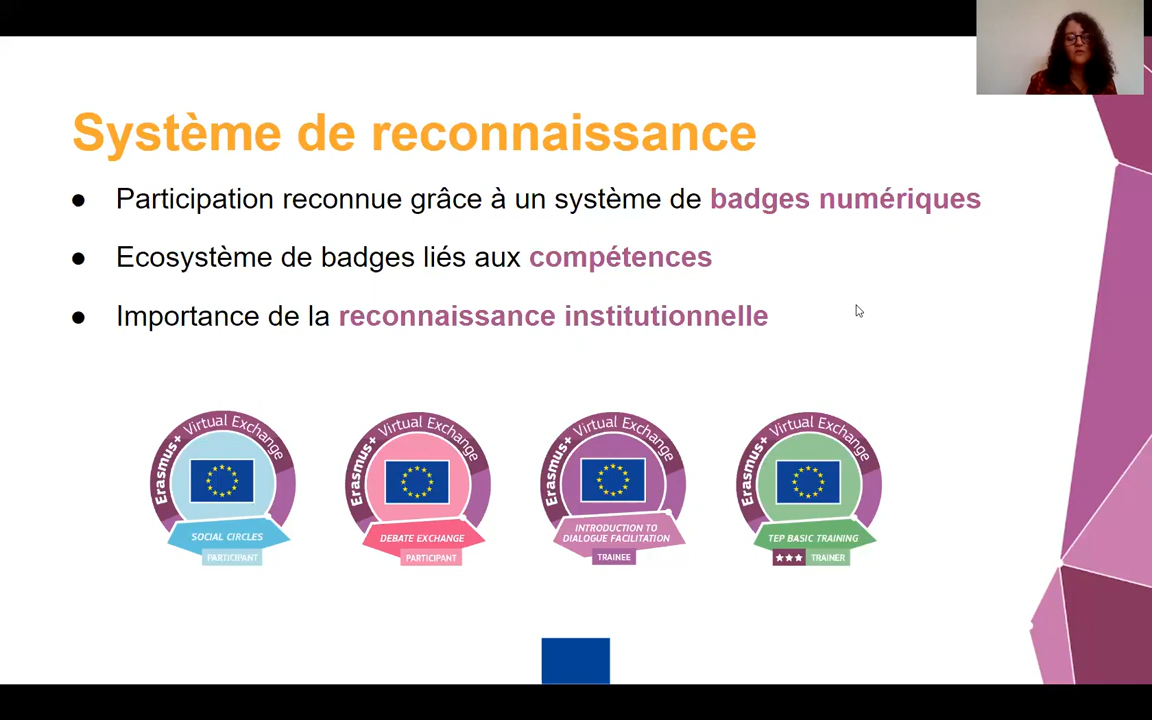 Système de reconnaissance
● Participation reconnue grâce à un système de badges numériques
● Ecosystème de badges liés aux compétences
● Importance de la reconnaissance institutionnelle
Erasmus+ Virtual Exchange
SOCIAL CIRCLES
PARTICIPANT
Erasmus+ Virtual Exchange
DEBATE EXCHANGE
PARTICIPANT
Erasmus+ Virtual Exchange
INTRODUCTION TO
DIALOGUE FACILITATION
TRAINEE
Erasmus+ Virtual Exchange
TEP BASIC TRAINING
★★★ TRAINER